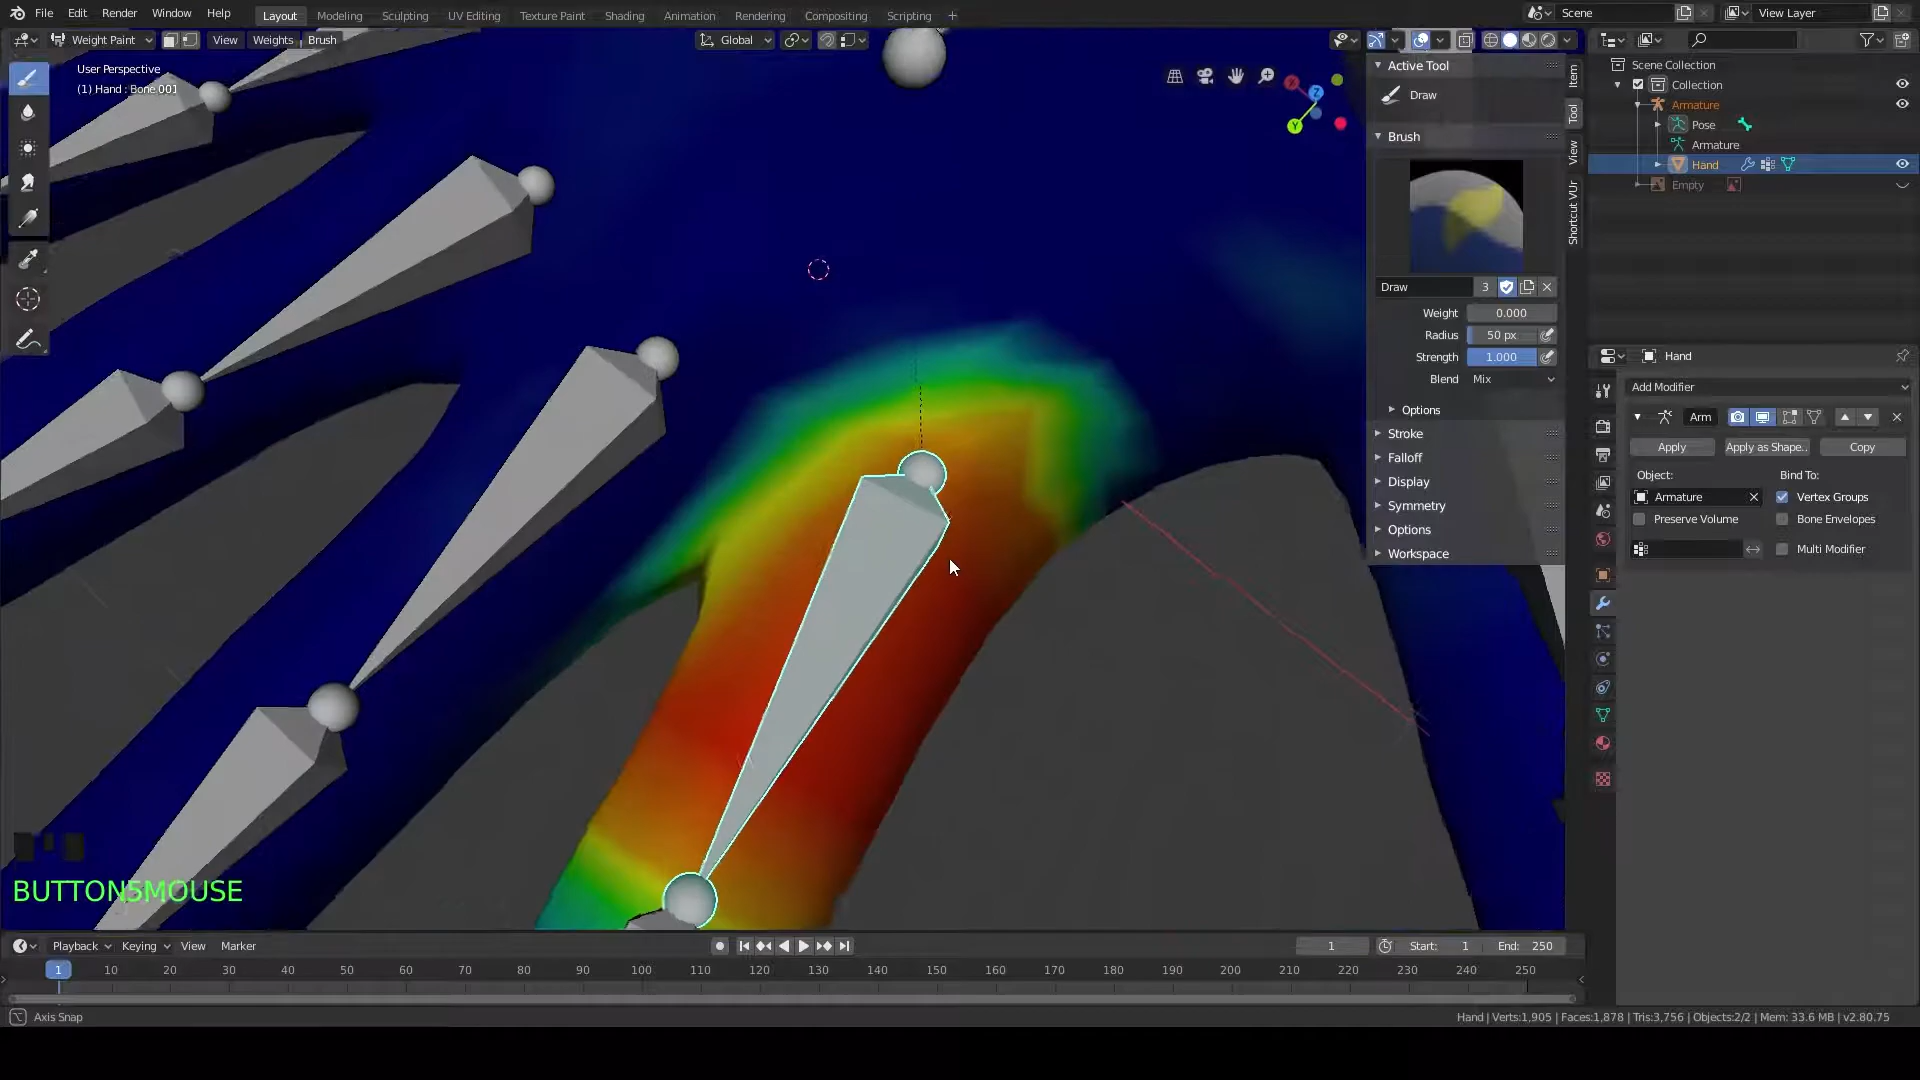 File Edit Render Window Help Layout Modeling Sculpting UV Editing Texture Paint Shading Animation Rendering Compositing Scripting + Scene View Layer
Weight Paint View Weights Brush Global
User Perspective
(1) Hand : Bone.001
X
Z
Y
Active Tool
Draw
Brush
Draw 3
Weight 0.000
Radius 50 px
Strength 1.000
Blend Mix
Options
Stroke
Falloff
Display
Symmetry
Options
Workspace
Item
Tool
View
Shortcut VUr
Scene Collection
Collection
Armature
Pose
Armature
Hand
Empty
Hand
Add Modifier
Arm
Apply Apply as Shape.. Copy
Object: Bind To:
Armature Vertex Groups
Preserve Volume Bone Envelopes
Multi Modifier
BUTTON5MOUSE
Playback Keying View Marker 1 Start: 1 End: 250
1 10 20 30 40 50 60 70 80 90 100 110 120 130 140 150 160 170 180 190 200 210 220 230 240 250
Axis Snap
Hand | Verts:1,905 | Faces:1,878 | Tris:3,756 | Objects:2/2 | Mem: 33.6 MB | v2.80.75